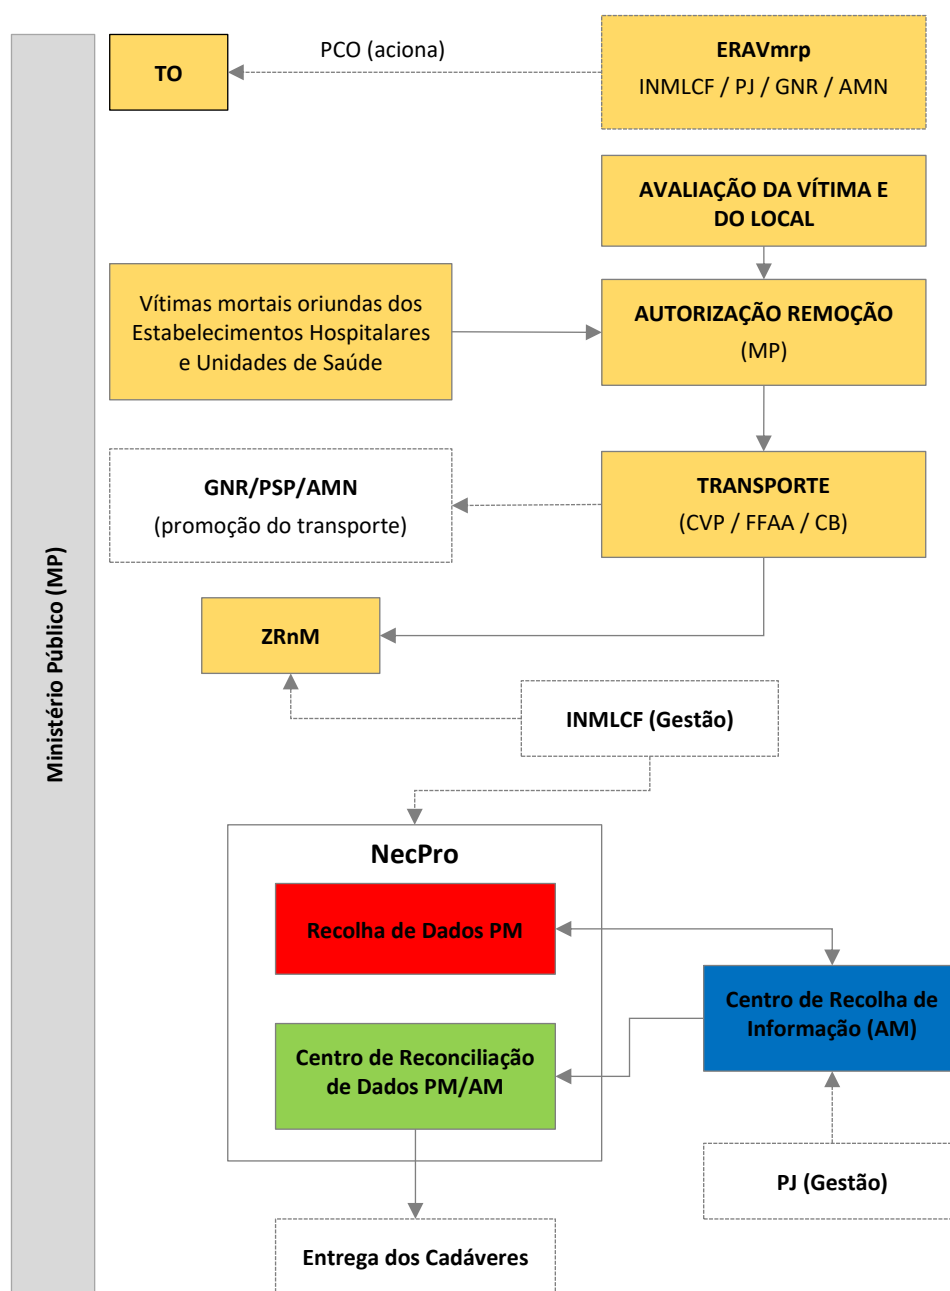 PCO (aciona)
TO
ERAVmrp
INMLCF / PJ / GNR / AMN
AVALIAÇÃO DA VÍTIMA E
DO LOCAL
Vítimas mortais oriundas dos
Estabelecimentos Hospitalares
e Unidades de Saúde
AUTORIZAÇÃO REMOÇÃO
(MP)
GNR/PSP/AMN
(promoção do transporte)
TRANSPORTE
(CVP / FFAA / CB)
Ministério Público (MP)
ZRnM
INMLCF (Gestão)
NecPro
Recolha de Dados PM
Centro de Recolha de
Informação (AM)
Centro de Reconciliação
de Dados PM/AM
PJ (Gestão)
Entrega dos Cadáveres